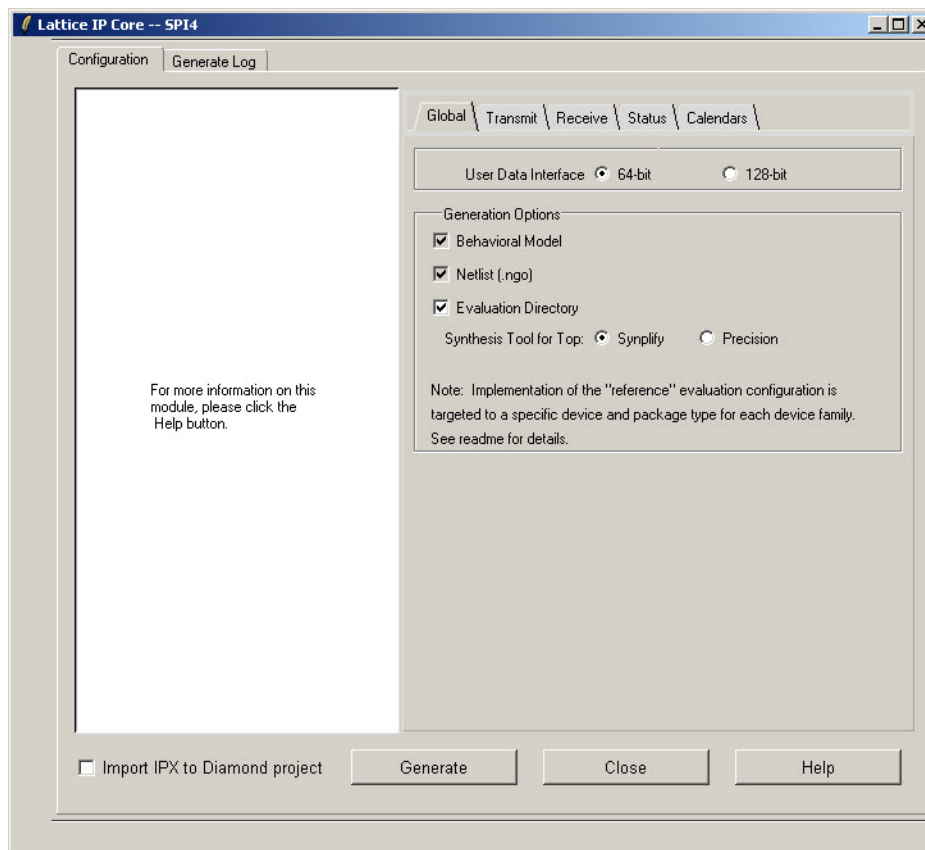 Lattice IP Core -- SPI4
Configuration
Generate Log
For more information on this
module, please click the
Help button.
Global
Transmit
Receive
Status
Calendars
User Data Interface
64-bit
128-bit
Generation Options
Behavioral Model
Netlist (.ngo)
Evaluation Directory
Synthesis Tool for Top:
Synplify
Precision
Note: Implementation of the "reference" evaluation configuration is
targeted to a specific device and package type for each device family.
See readme for details.
Import IPX to Diamond project
Generate
Close
Help